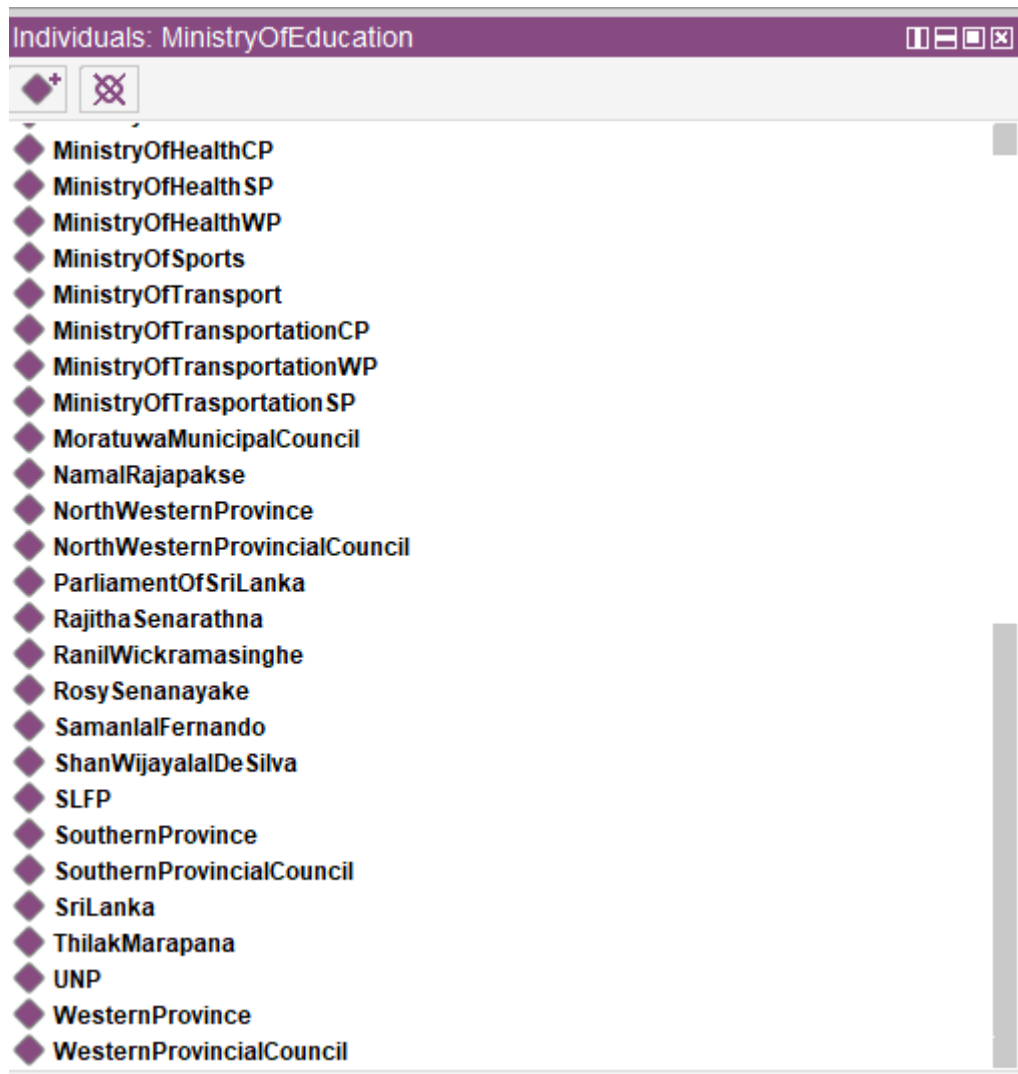 Individuals: MinistryOfEducation
MinistryOfHealthCP
MinistryOfHealthSP
MinistryOfHealthWP
MinistryOfSports
MinistryOfTransport
MinistryOfTransportationCP
MinistryOfTransportationWP
MinistryOfTrasportationSP
MoratuwaMunicipalCouncil
NamalRajapakse
NorthWesternProvince
NorthWesternProvincialCouncil
ParliamentOfSriLanka
RajithaSenarathna
RanilWickramasinghe
RosySenanayake
SamanlalFernando
ShanWijayalalDeSilva
SLFP
SouthernProvince
SouthernProvincialCouncil
SriLanka
ThilakMarapana
UNP
WesternProvince
WesternProvincialCouncil